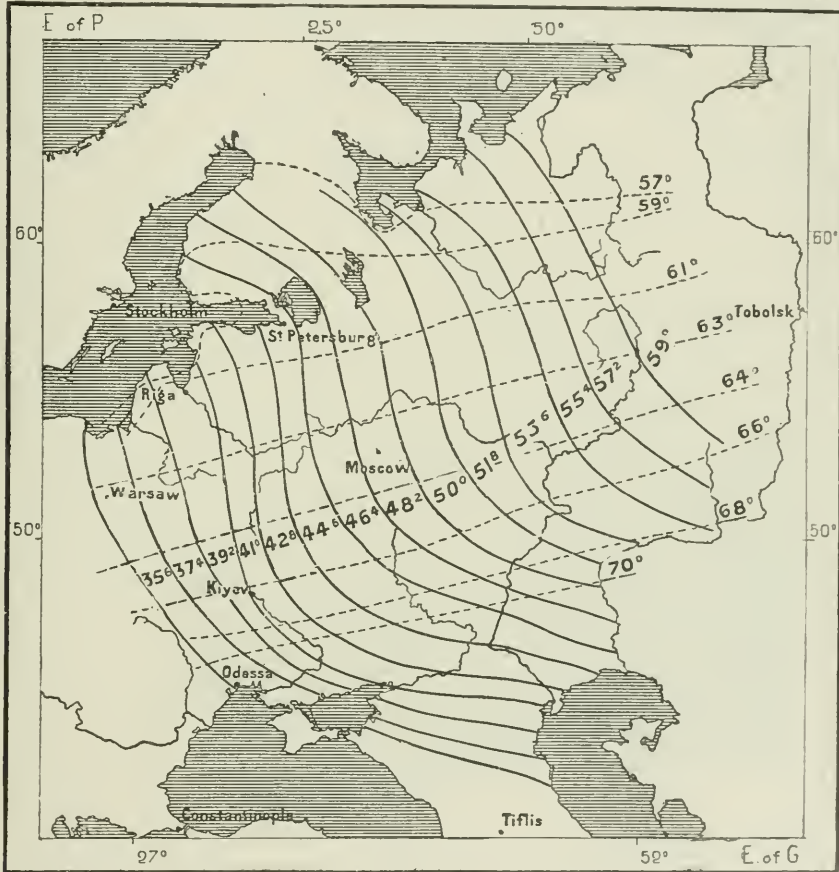 E of P 25° 50°
57°
59°
60° 60°
61°
Stockholm Tobolsk
63°
St Petersburg
59°
57²
64°
Riga
55⁴
53⁶
66°
51⁸
Moscow
50°
Warsaw
48²
46⁴
44⁶
68°
50° 50°
42⁸
41°
39²
37⁴
35⁶
70°
Kiyav
Odessa
Constantinople
Tiflis
27° 52° E. of G